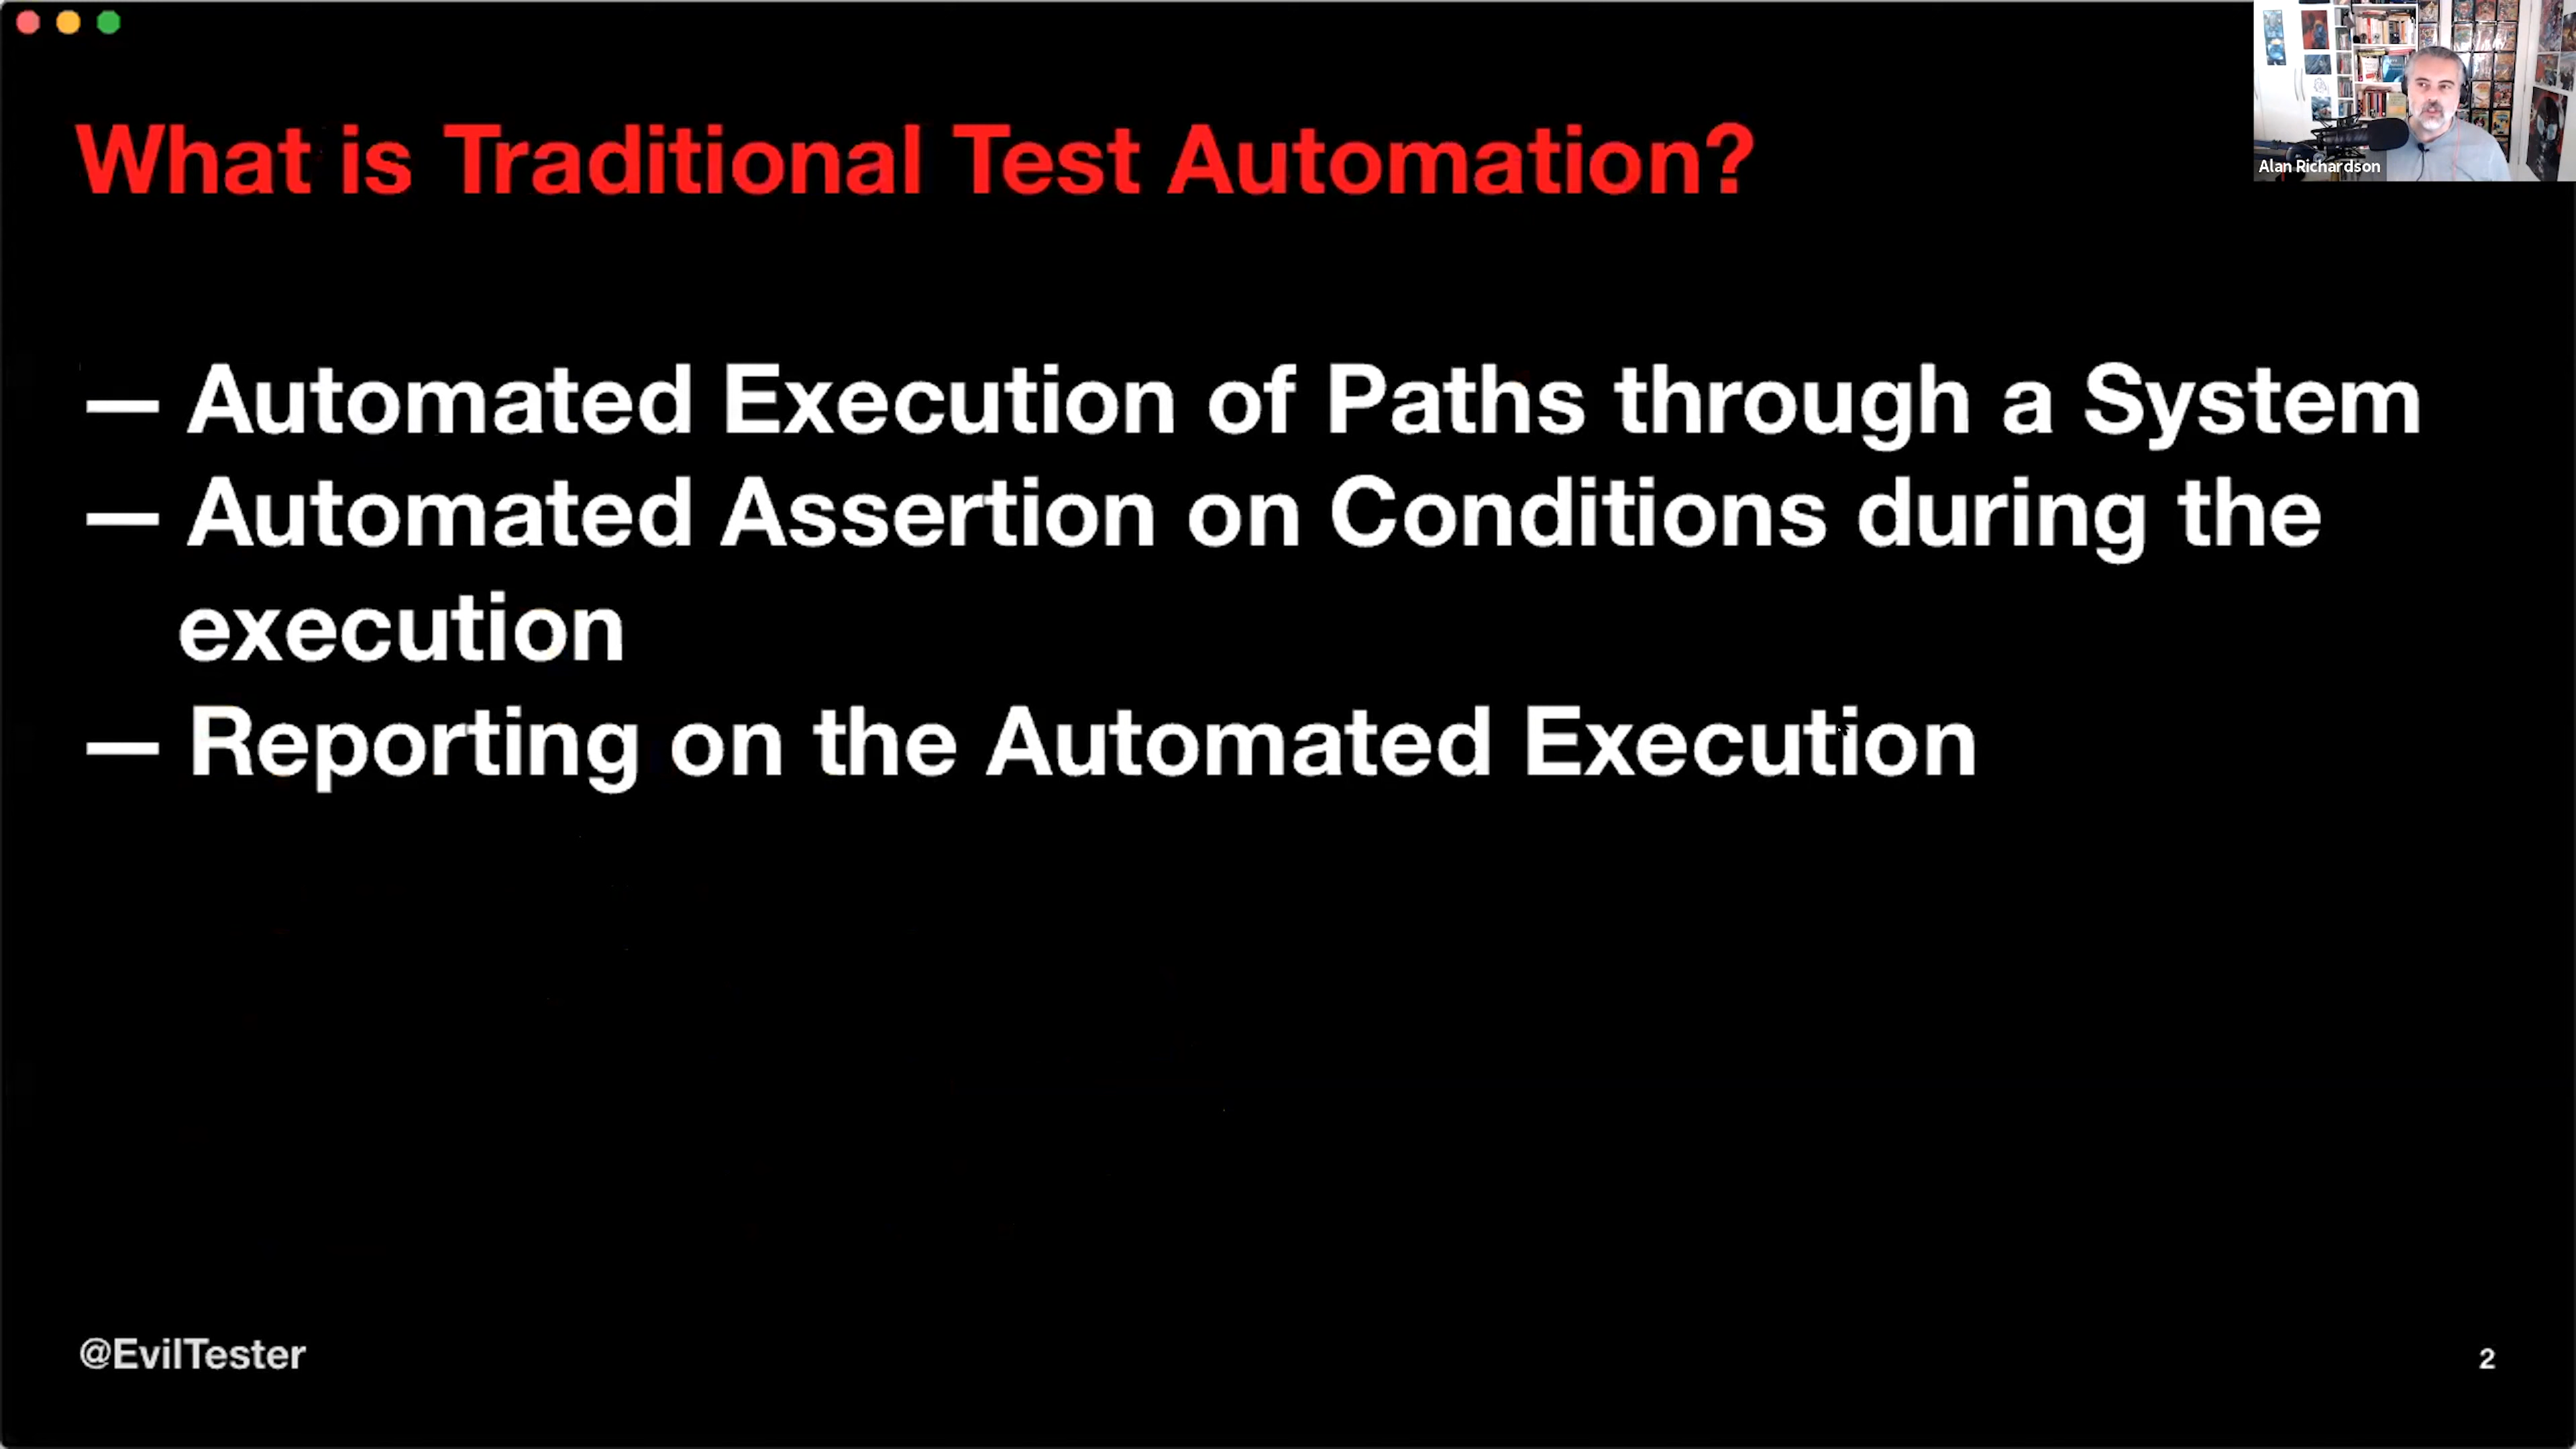 What is Traditional Test Automation?
Alan Richardson
— Automated Execution of Paths through a System
— Automated Assertion on Conditions during the
execution
— Reporting on the Automated Execution
@EvilTester
2